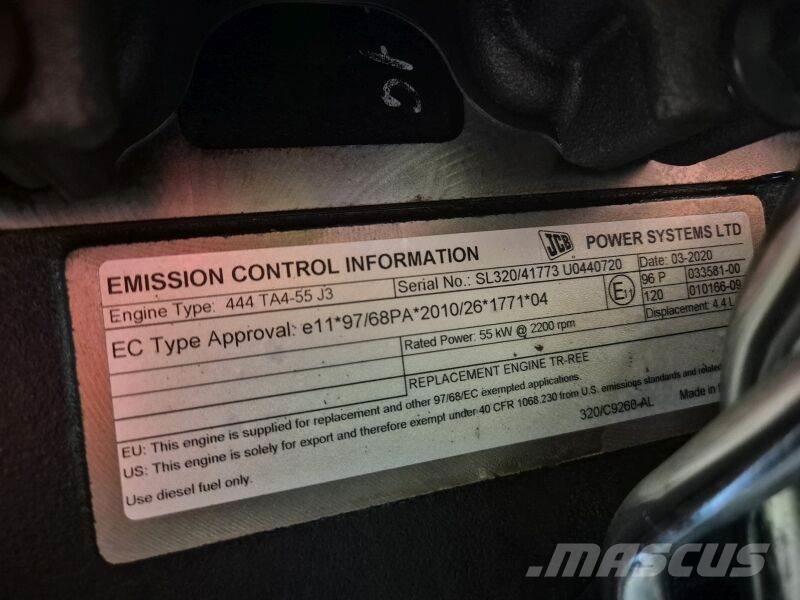 EMISSION CONTROL INFORMATION
JCB POWER SYSTEMS LTD
Engine Type: 444 TA4-55 J3
Serial No.: SL320/41773 U0440720
Date: 03-2020
EC Type Approval: e11*97/68PA*2010/26*1771*04
E11
96 P 033581-00
120 010166-09
Rated Power: 55 kW @ 2200 rpm
Displacement: 4.4 L
REPLACEMENT ENGINE TR-REE
EU: This engine is supplied for replacement and other 97/68/EC exempted applications.
US: This engine is solely for export and therefore exempt under 40 CFR 1068.230 from U.S. emissions standards and related
Use diesel fuel only.
320/C9268-AL
Made in
MASCUS